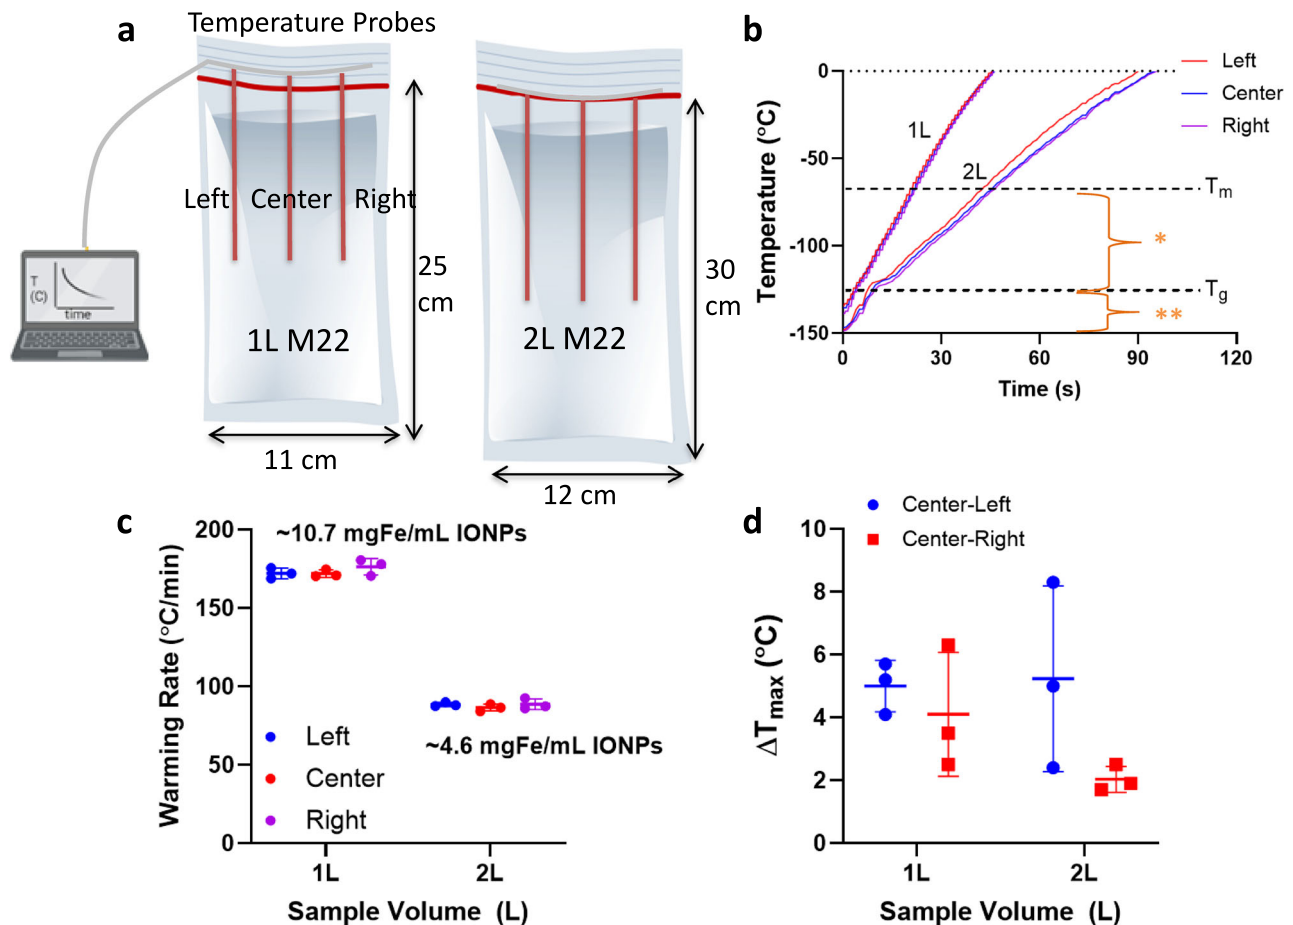 a
Temperature Probes
Left
Center
Right
25
cm
30
cm
T
(C)
time
1L M22
2L M22
11 cm
12 cm
b
Left
Center
Right
Temperature (°C)
0
-50
-100
-150
1L
2L
Tm
Tg
*
**
0
30
60
90
120
Time (s)
c
~10.7 mgFe/mL IONPs
~4.6 mgFe/mL IONPs
Warming Rate (°C/min)
200
150
100
50
0
Left
Center
Right
1L
2L
Sample Volume (L)
d
Center-Left
Center-Right
ΔTmax (°C)
10
8
6
4
2
0
1L
2L
Sample Volume (L)